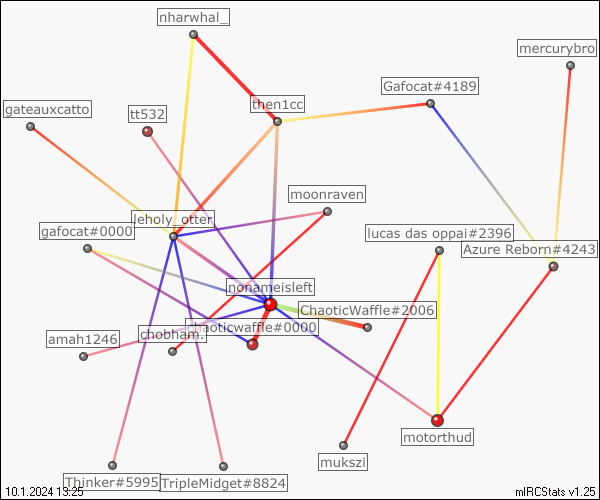 nharwhal_
mercurybro
Gafocat#4189
then1cc
gateauxcatto
tt532
moonraven
leholy_otter
gafocat#0000
lucas das oppai#2396
Azure Reborn#4243
nonameisleft
ChaoticWaffle#2006
chaoticwaffle#0000
chobham.
amah1246
motorthud
mukszi
Thinker#5995
TripleMidget#8824
10.1.2024 13:25
mIRCStats v1.25